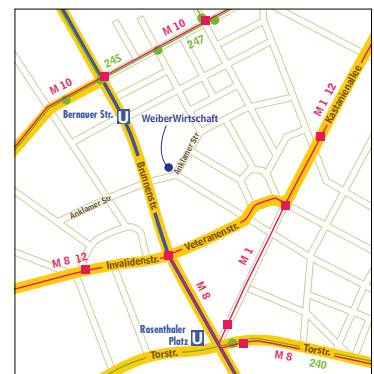 M 10
245
247
M 10
M 1 12
Kastanienallee
Bernauer Str. U
WeiberWirtschaft
Anklamer Str
Brunnenstr.
Anklamer Str
Veteranenstr.
M 8 12
Invalidenstr.
M 1
M 8
Rosenthaler
Platz U
Torstr.
Torstr.
M 8
240